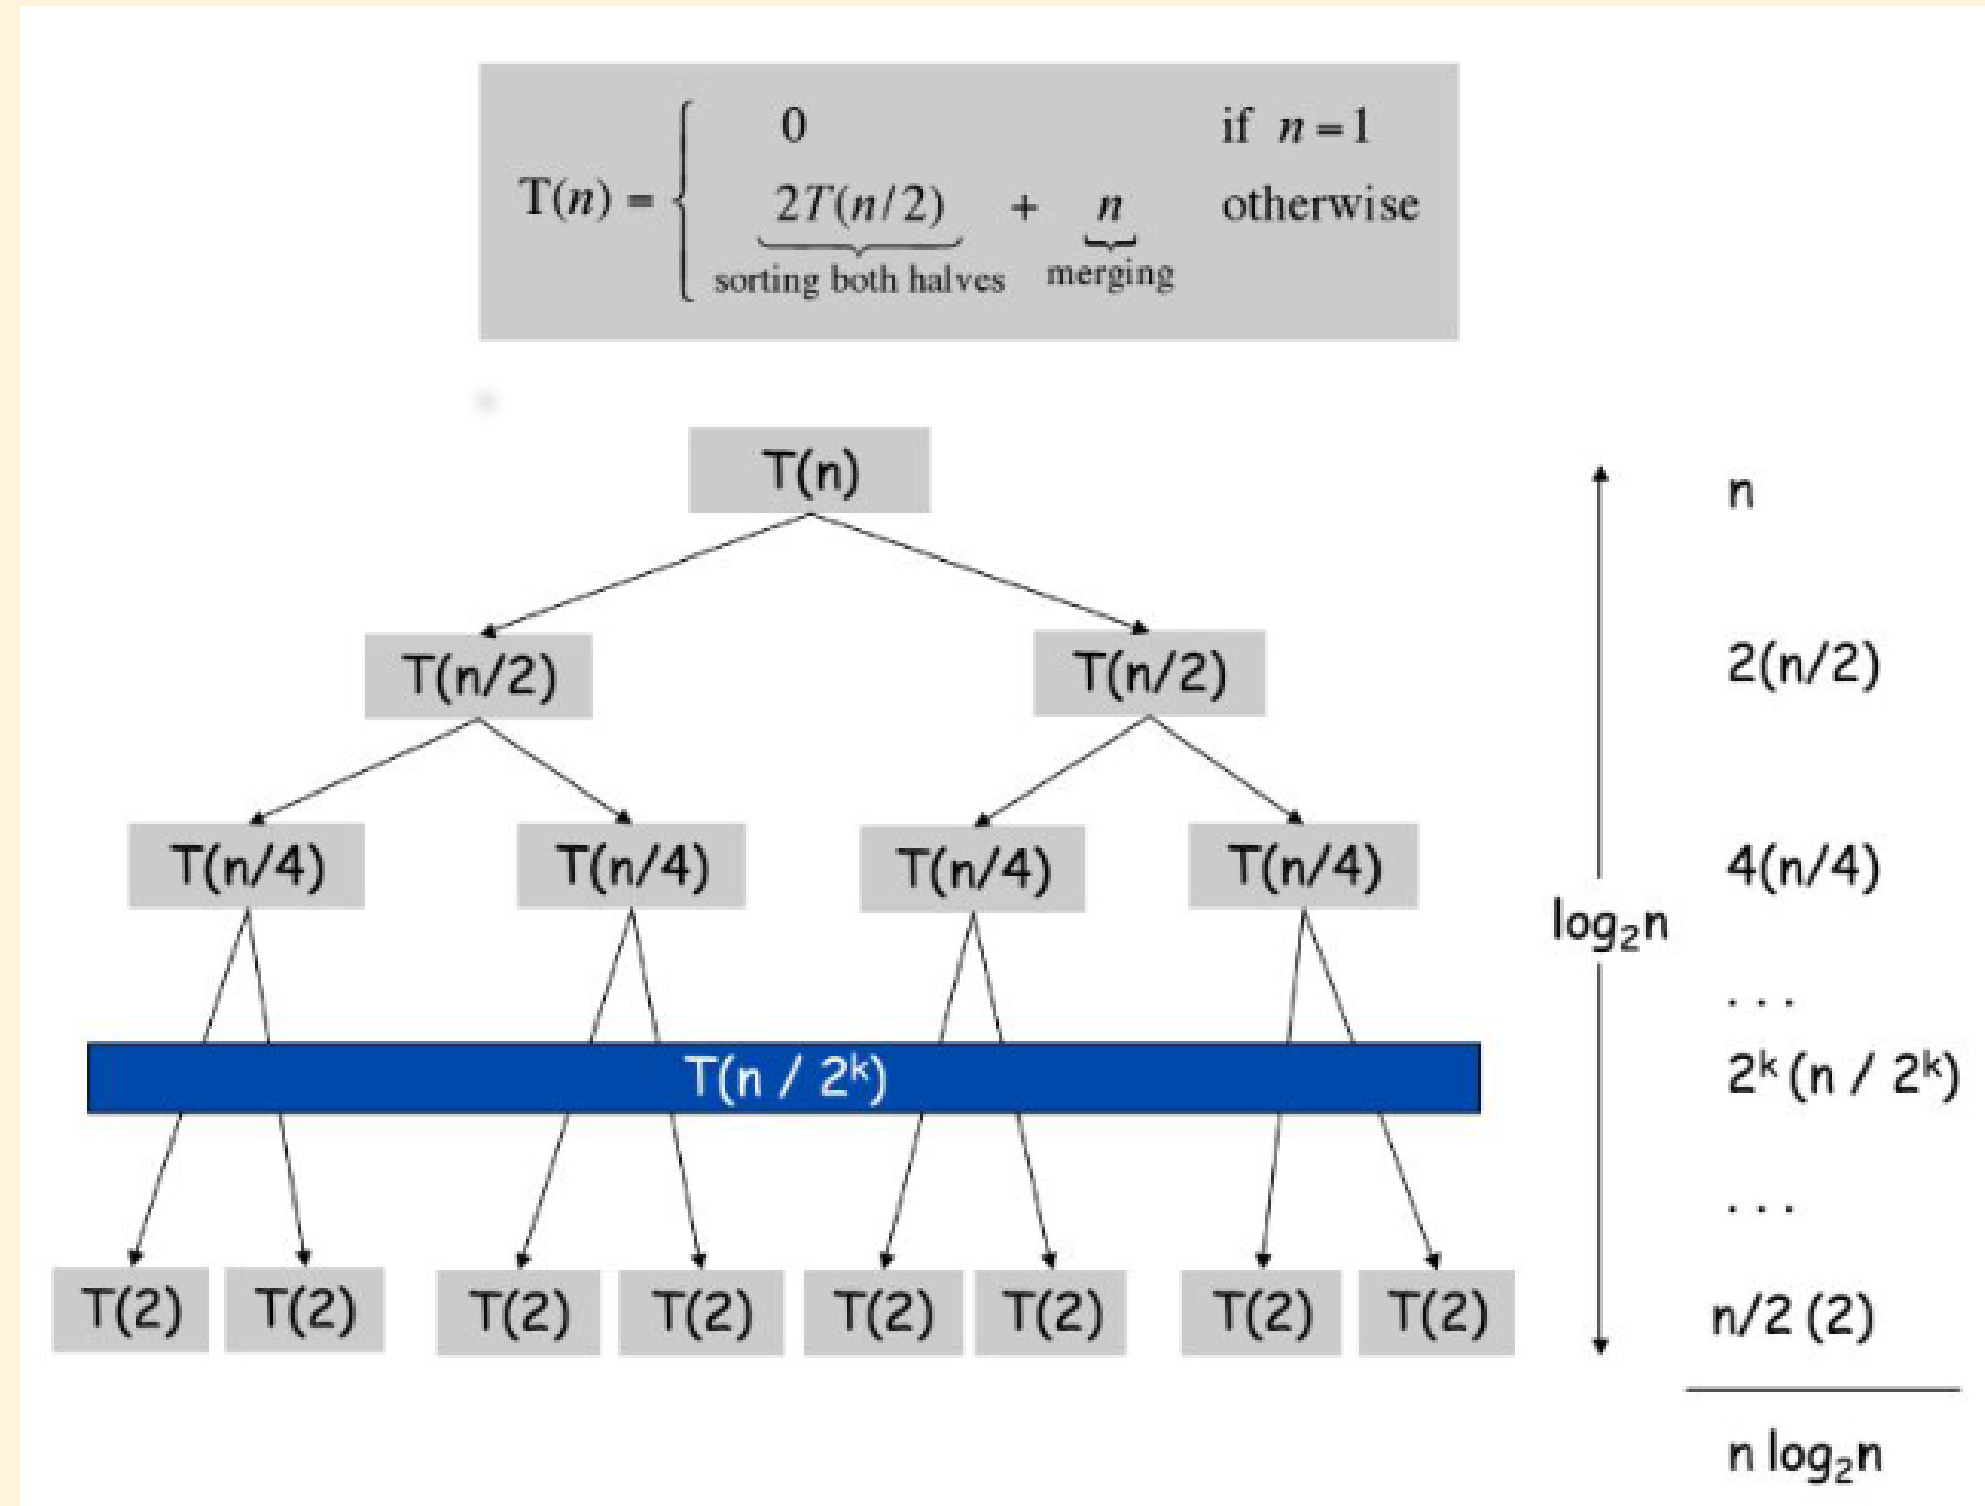 0 if n = 1
T(n) = { 2T(n/2) + n otherwise
sorting both halves merging
T(n) n
T(n/2) T(n/2) 2(n/2)
T(n/4) T(n/4) T(n/4) T(n/4) 4(n/4)
log₂n
. . .
T(n / 2ᵏ) 2ᵏ (n / 2ᵏ)
. . .
T(2) T(2) T(2) T(2) T(2) T(2) T(2) T(2) n/2 (2)
n log₂n